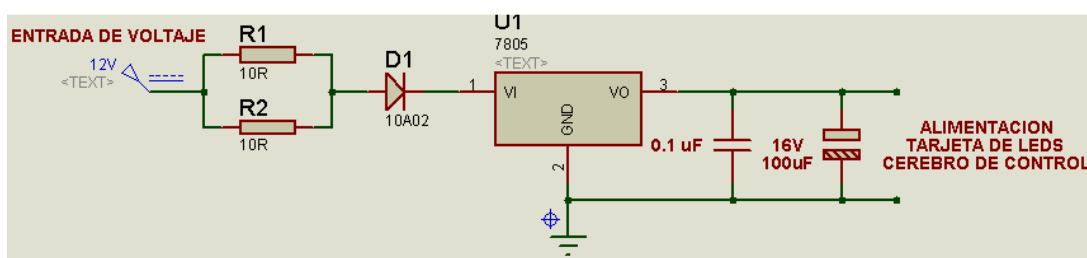 ENTRADA DE VOLTAJE
12V
<TEXT>
R1
10R
R2
10R
D1
10A02
U1
7805
<TEXT>
1
VI
VO
3
GND
2
0.1 uF
16V
100uF
ALIMENTACION
TARJETA DE LEDS
CEREBRO DE CONTROL